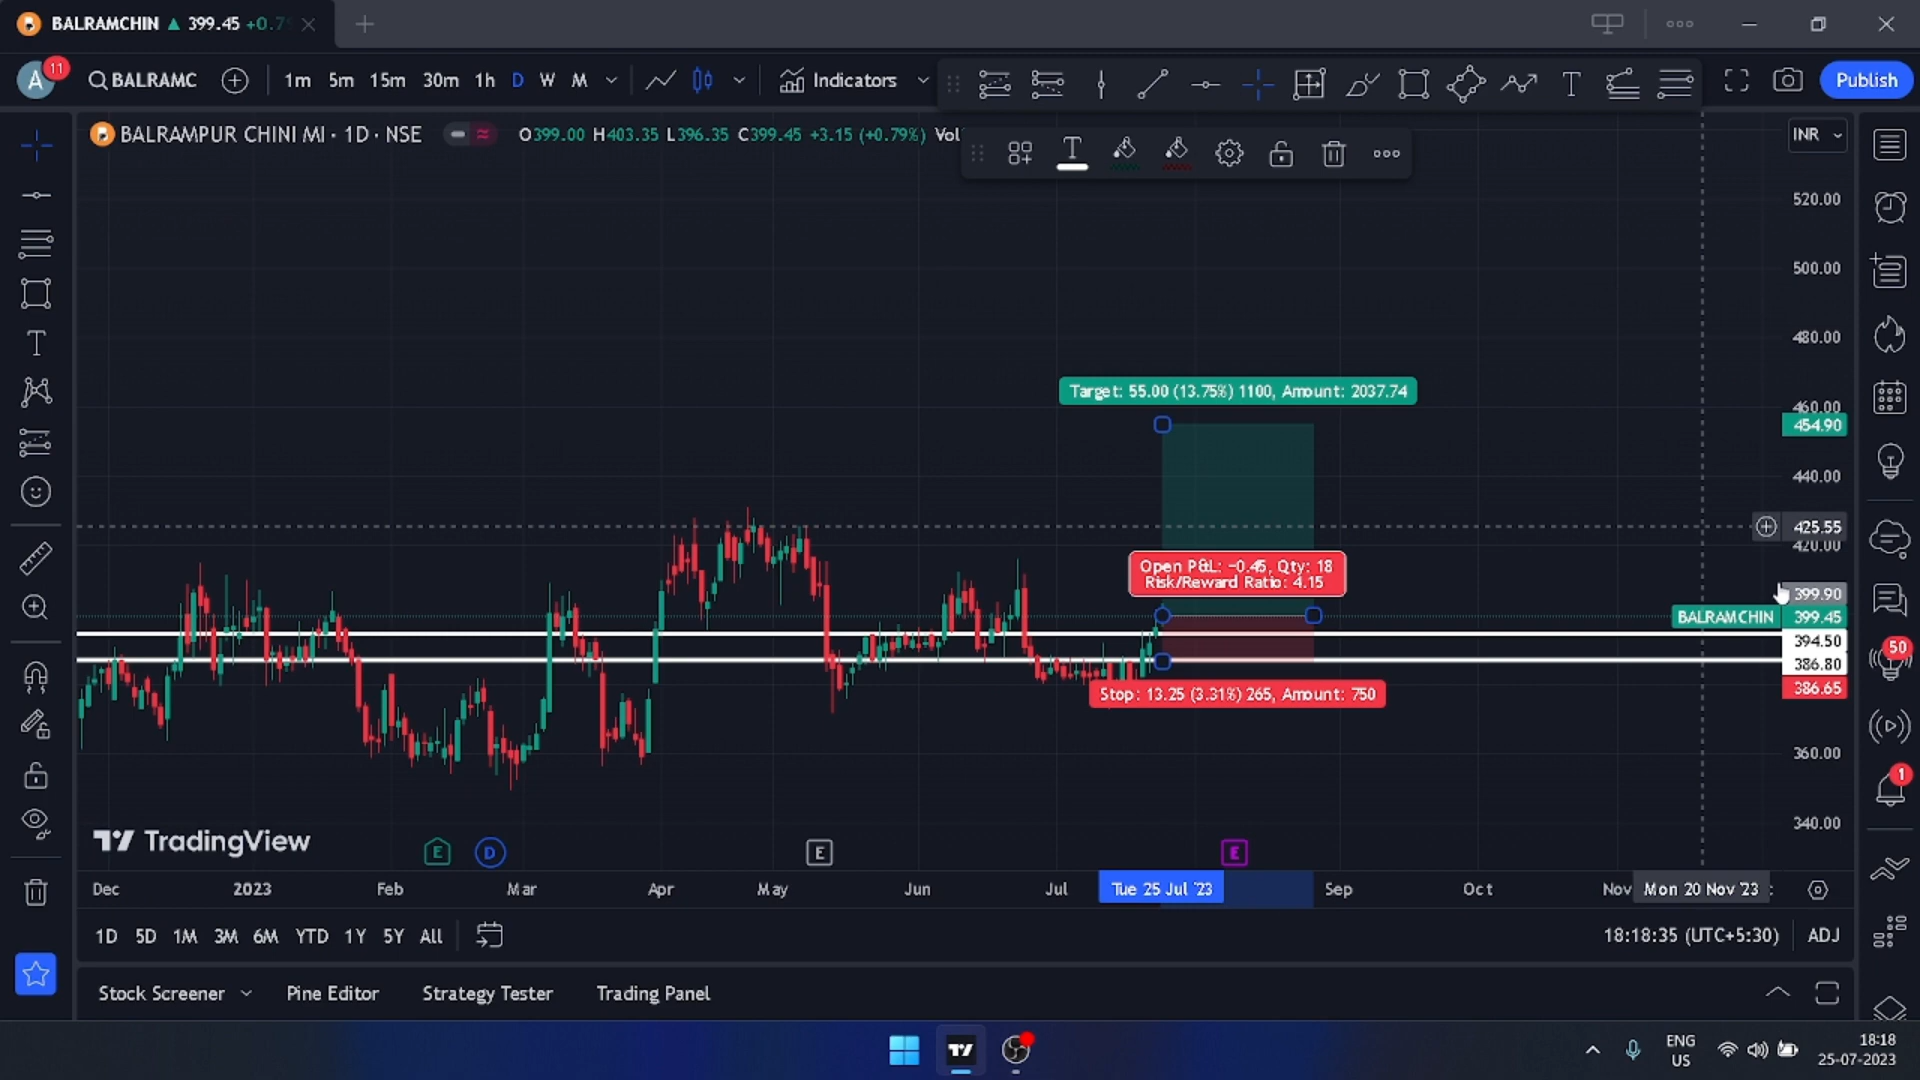 BALRAMCHIN ▲ 399.45 +0.7
A
11
BALRAMC
1m 5m 15m 30m 1h D W M
Indicators
Publish
BALRAMPUR CHINI MI · 1D · NSE
O399.00 H403.35 L396.35 C399.45 +3.15 (+0.79%) Vol
INR
520.00
500.00
480.00
Target: 55.00 (13.75%) 1100, Amount: 2037.74
460.00
454.90
440.00
425.55
420.00
Open P&L: -0.45, Qty: 18
Risk/Reward Ratio: 4.15
399.90
BALRAMCHIN 399.45
394.50
386.80
386.65
Stop: 13.25 (3.31%) 265, Amount: 750
50
360.00
1
340.00
TradingView
E D E E
Dec 2023 Feb Mar Apr May Jun Jul Tue 25 Jul '23 Sep Oct Nov Mon 20 Nov '23
1D 5D 1M 3M 6M YTD 1Y 5Y All
18:18:35 (UTC+5:30) ADJ
Stock Screener Pine Editor Strategy Tester Trading Panel
ENG
US
18:18
25-07-2023